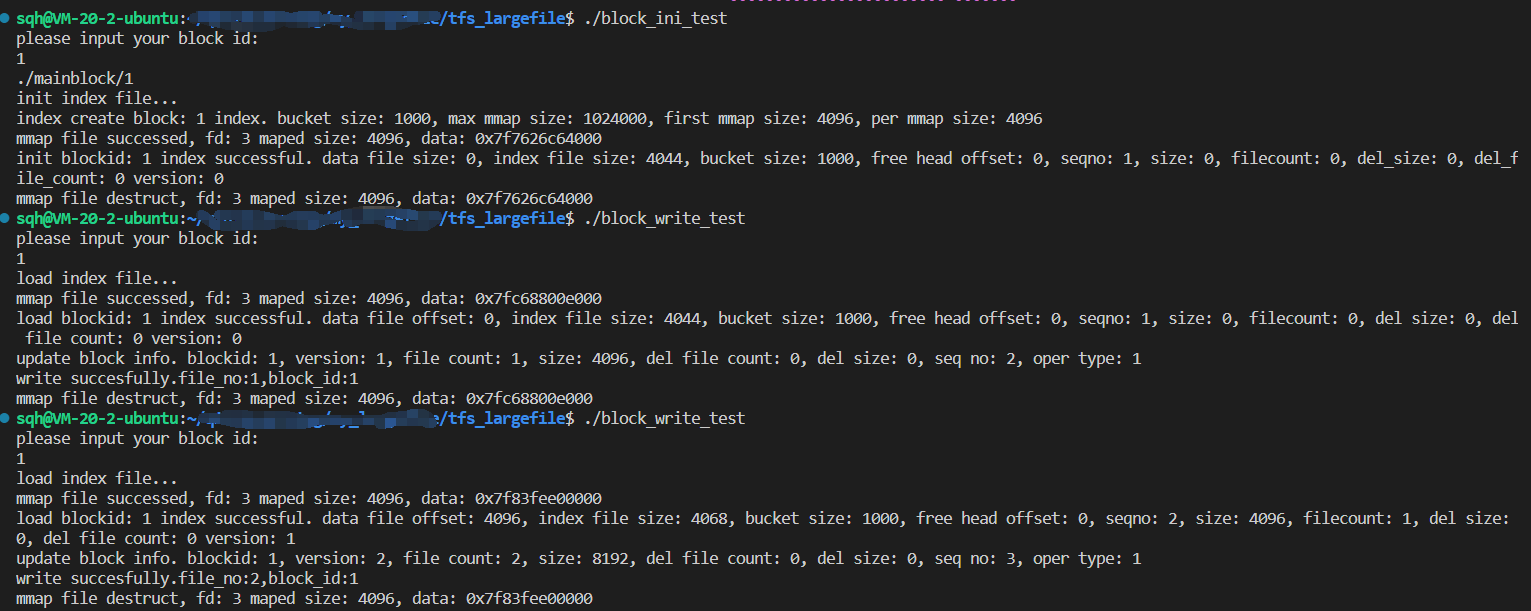 sqh@VM-20-2-ubuntu:~/ e/tfs_largefile$ ./block_ini_test
please input your block id:
1
./mainblock/1
init index file...
index create block: 1 index. bucket size: 1000, max mmap size: 1024000, first mmap size: 4096, per mmap size: 4096
mmap file successed, fd: 3 maped size: 4096, data: 0x7f7626c64000
init blockid: 1 index successful. data file size: 0, index file size: 4044, bucket size: 1000, free head offset: 0, seqno: 1, size: 0, filecount: 0, del_size: 0, del_f
ile_count: 0 version: 0
mmap file destruct, fd: 3 maped size: 4096, data: 0x7f7626c64000
sqh@VM-20-2-ubuntu:~/ /tfs_largefile$ ./block_write_test
please input your block id:
1
load index file...
mmap file successed, fd: 3 maped size: 4096, data: 0x7fc68800e000
load blockid: 1 index successful. data file offset: 0, index file size: 4044, bucket size: 1000, free head offset: 0, seqno: 1, size: 0, filecount: 0, del size: 0, del
file count: 0 version: 0
update block info. blockid: 1, version: 1, file count: 1, size: 4096, del file count: 0, del size: 0, seq no: 2, oper type: 1
write succesfully.file_no:1,block_id:1
mmap file destruct, fd: 3 maped size: 4096, data: 0x7fc68800e000
sqh@VM-20-2-ubuntu:~/ e/tfs_largefile$ ./block_write_test
please input your block id:
1
load index file...
mmap file successed, fd: 3 maped size: 4096, data: 0x7f83fee00000
load blockid: 1 index successful. data file offset: 4096, index file size: 4068, bucket size: 1000, free head offset: 0, seqno: 2, size: 4096, filecount: 1, del size:
0, del file count: 0 version: 1
update block info. blockid: 1, version: 2, file count: 2, size: 8192, del file count: 0, del size: 0, seq no: 3, oper type: 1
write succesfully.file_no:2,block_id:1
mmap file destruct, fd: 3 maped size: 4096, data: 0x7f83fee00000